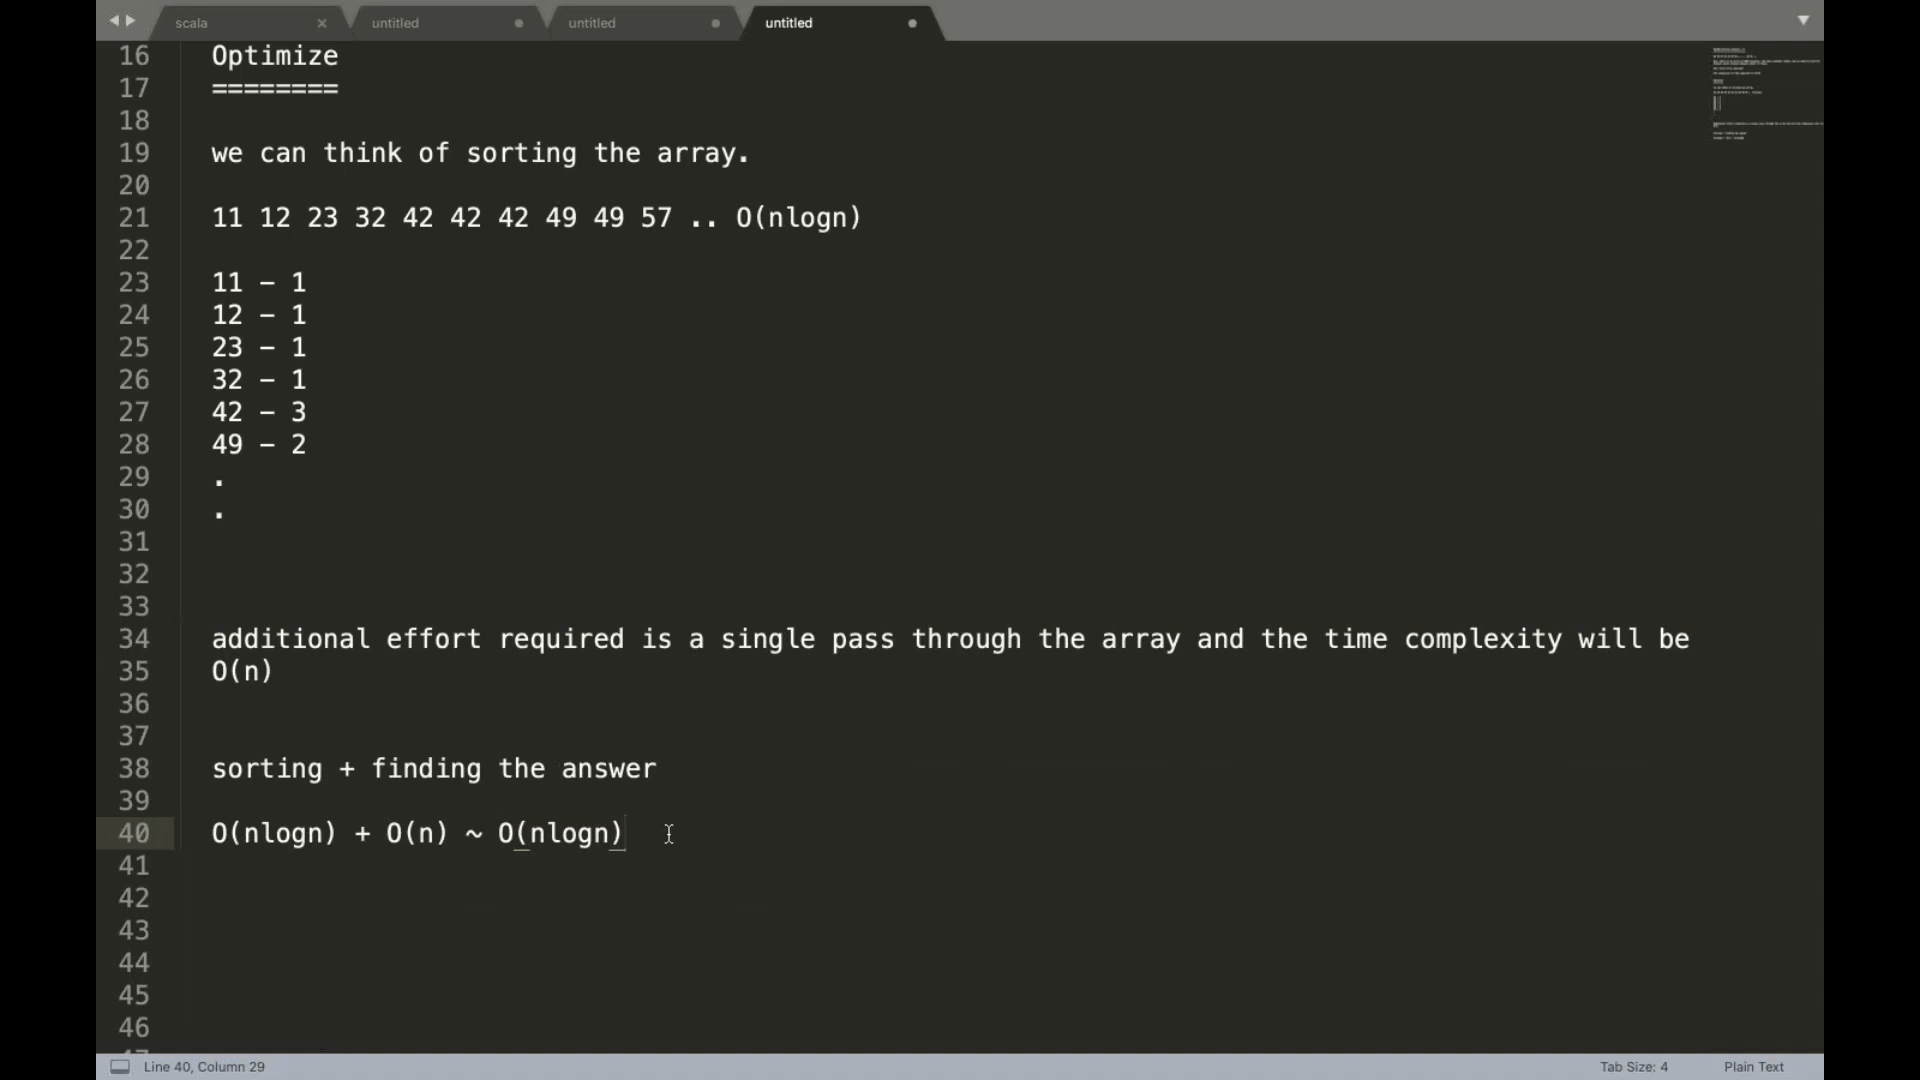 scala
untitled
untitled
untitled
16 Optimize
17 ========
18
19 we can think of sorting the array.
20
21 11 12 23 32 42 42 42 49 49 57 .. O(nlogn)
22
23 11 - 1
24 12 - 1
25 23 - 1
26 32 - 1
27 42 - 3
28 49 - 2
29 .
30 .
31
32
33
34 additional effort required is a single pass through the array and the time complexity will be
35 O(n)
36
37
38 sorting + finding the answer
39
40 O(nlogn) + O(n) ~ O(nlogn)
41
42
43
44
45
46
Line 40, Column 29
Tab Size: 4
Plain Text